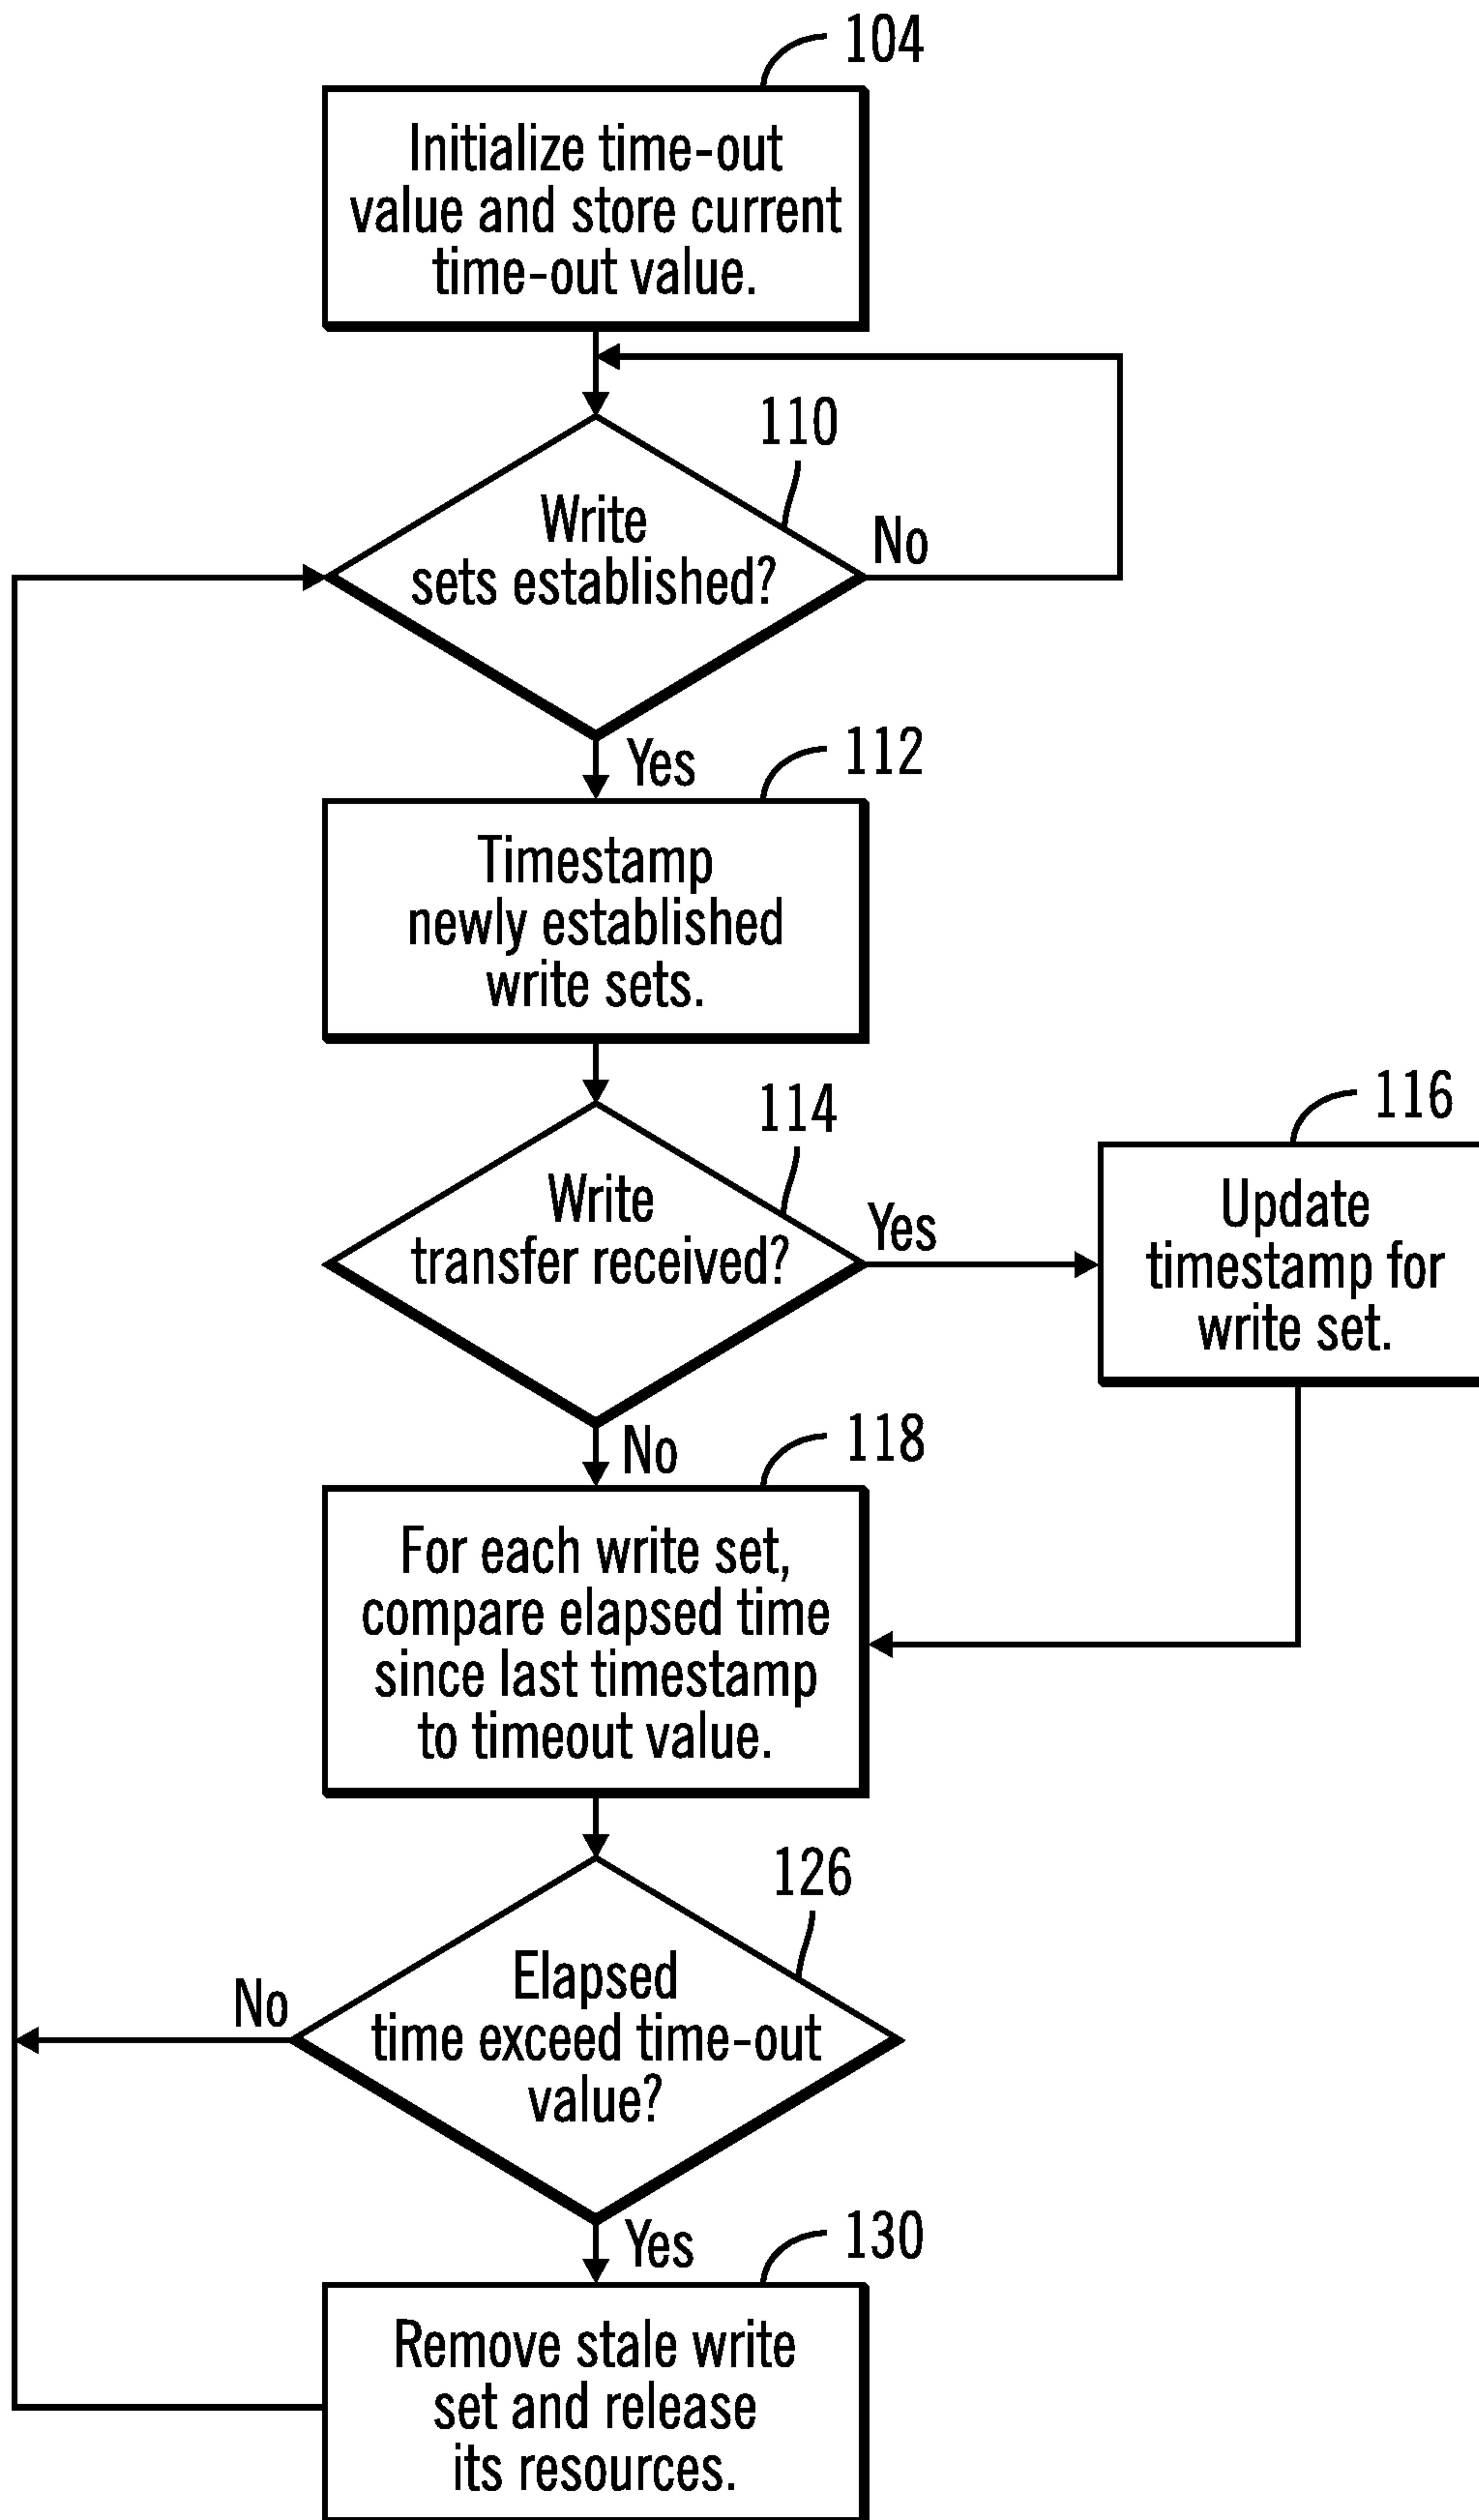 104
Initialize time-out
value and store current
time-out value.
110
Write
sets established?
No
Yes
112
Timestamp
newly established
write sets.
114
Write
transfer received?
Yes
116
Update
timestamp for
write set.
No
118
For each write set,
compare elapsed time
since last timestamp
to timeout value.
126
Elapsed
time exceed time-out
value?
No
Yes
130
Remove stale write
set and release
its resources.